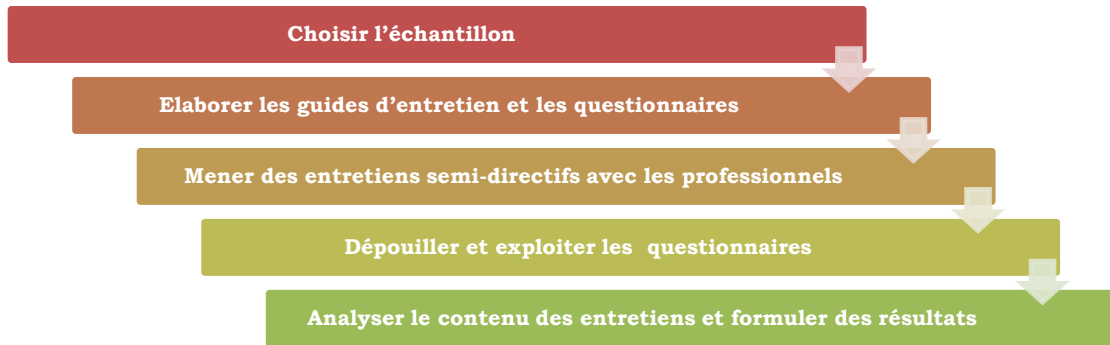 Choisir l’échantillon
Elaborer les guides d’entretien et les questionnaires
Mener des entretiens semi-directifs avec les professionnels
Dépouiller et exploiter les questionnaires
Analyser le contenu des entretiens et formuler des résultats